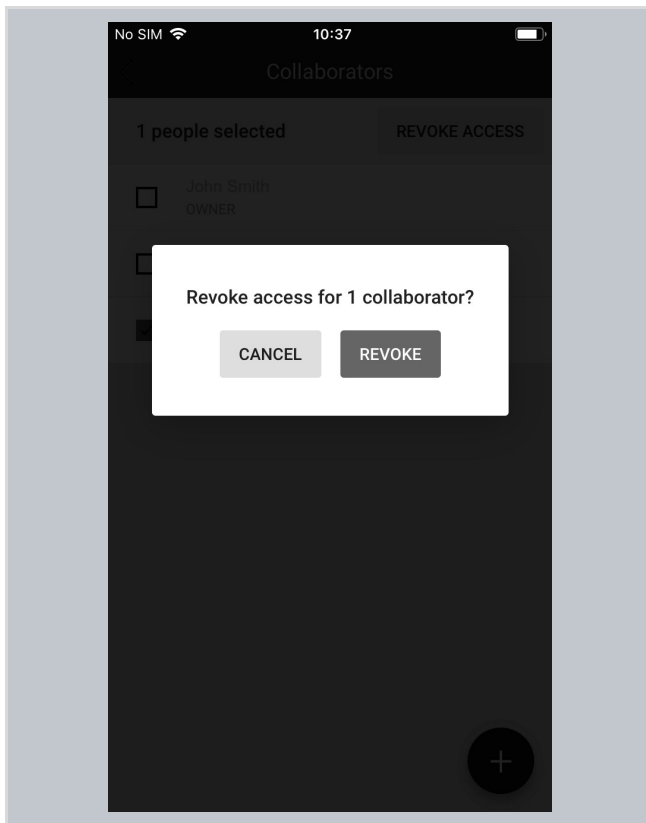 No SIM 10:37
Collaborators
1 people selected REVOKE ACCESS
John Smith
OWNER
Revoke access for 1 collaborator?
CANCEL REVOKE